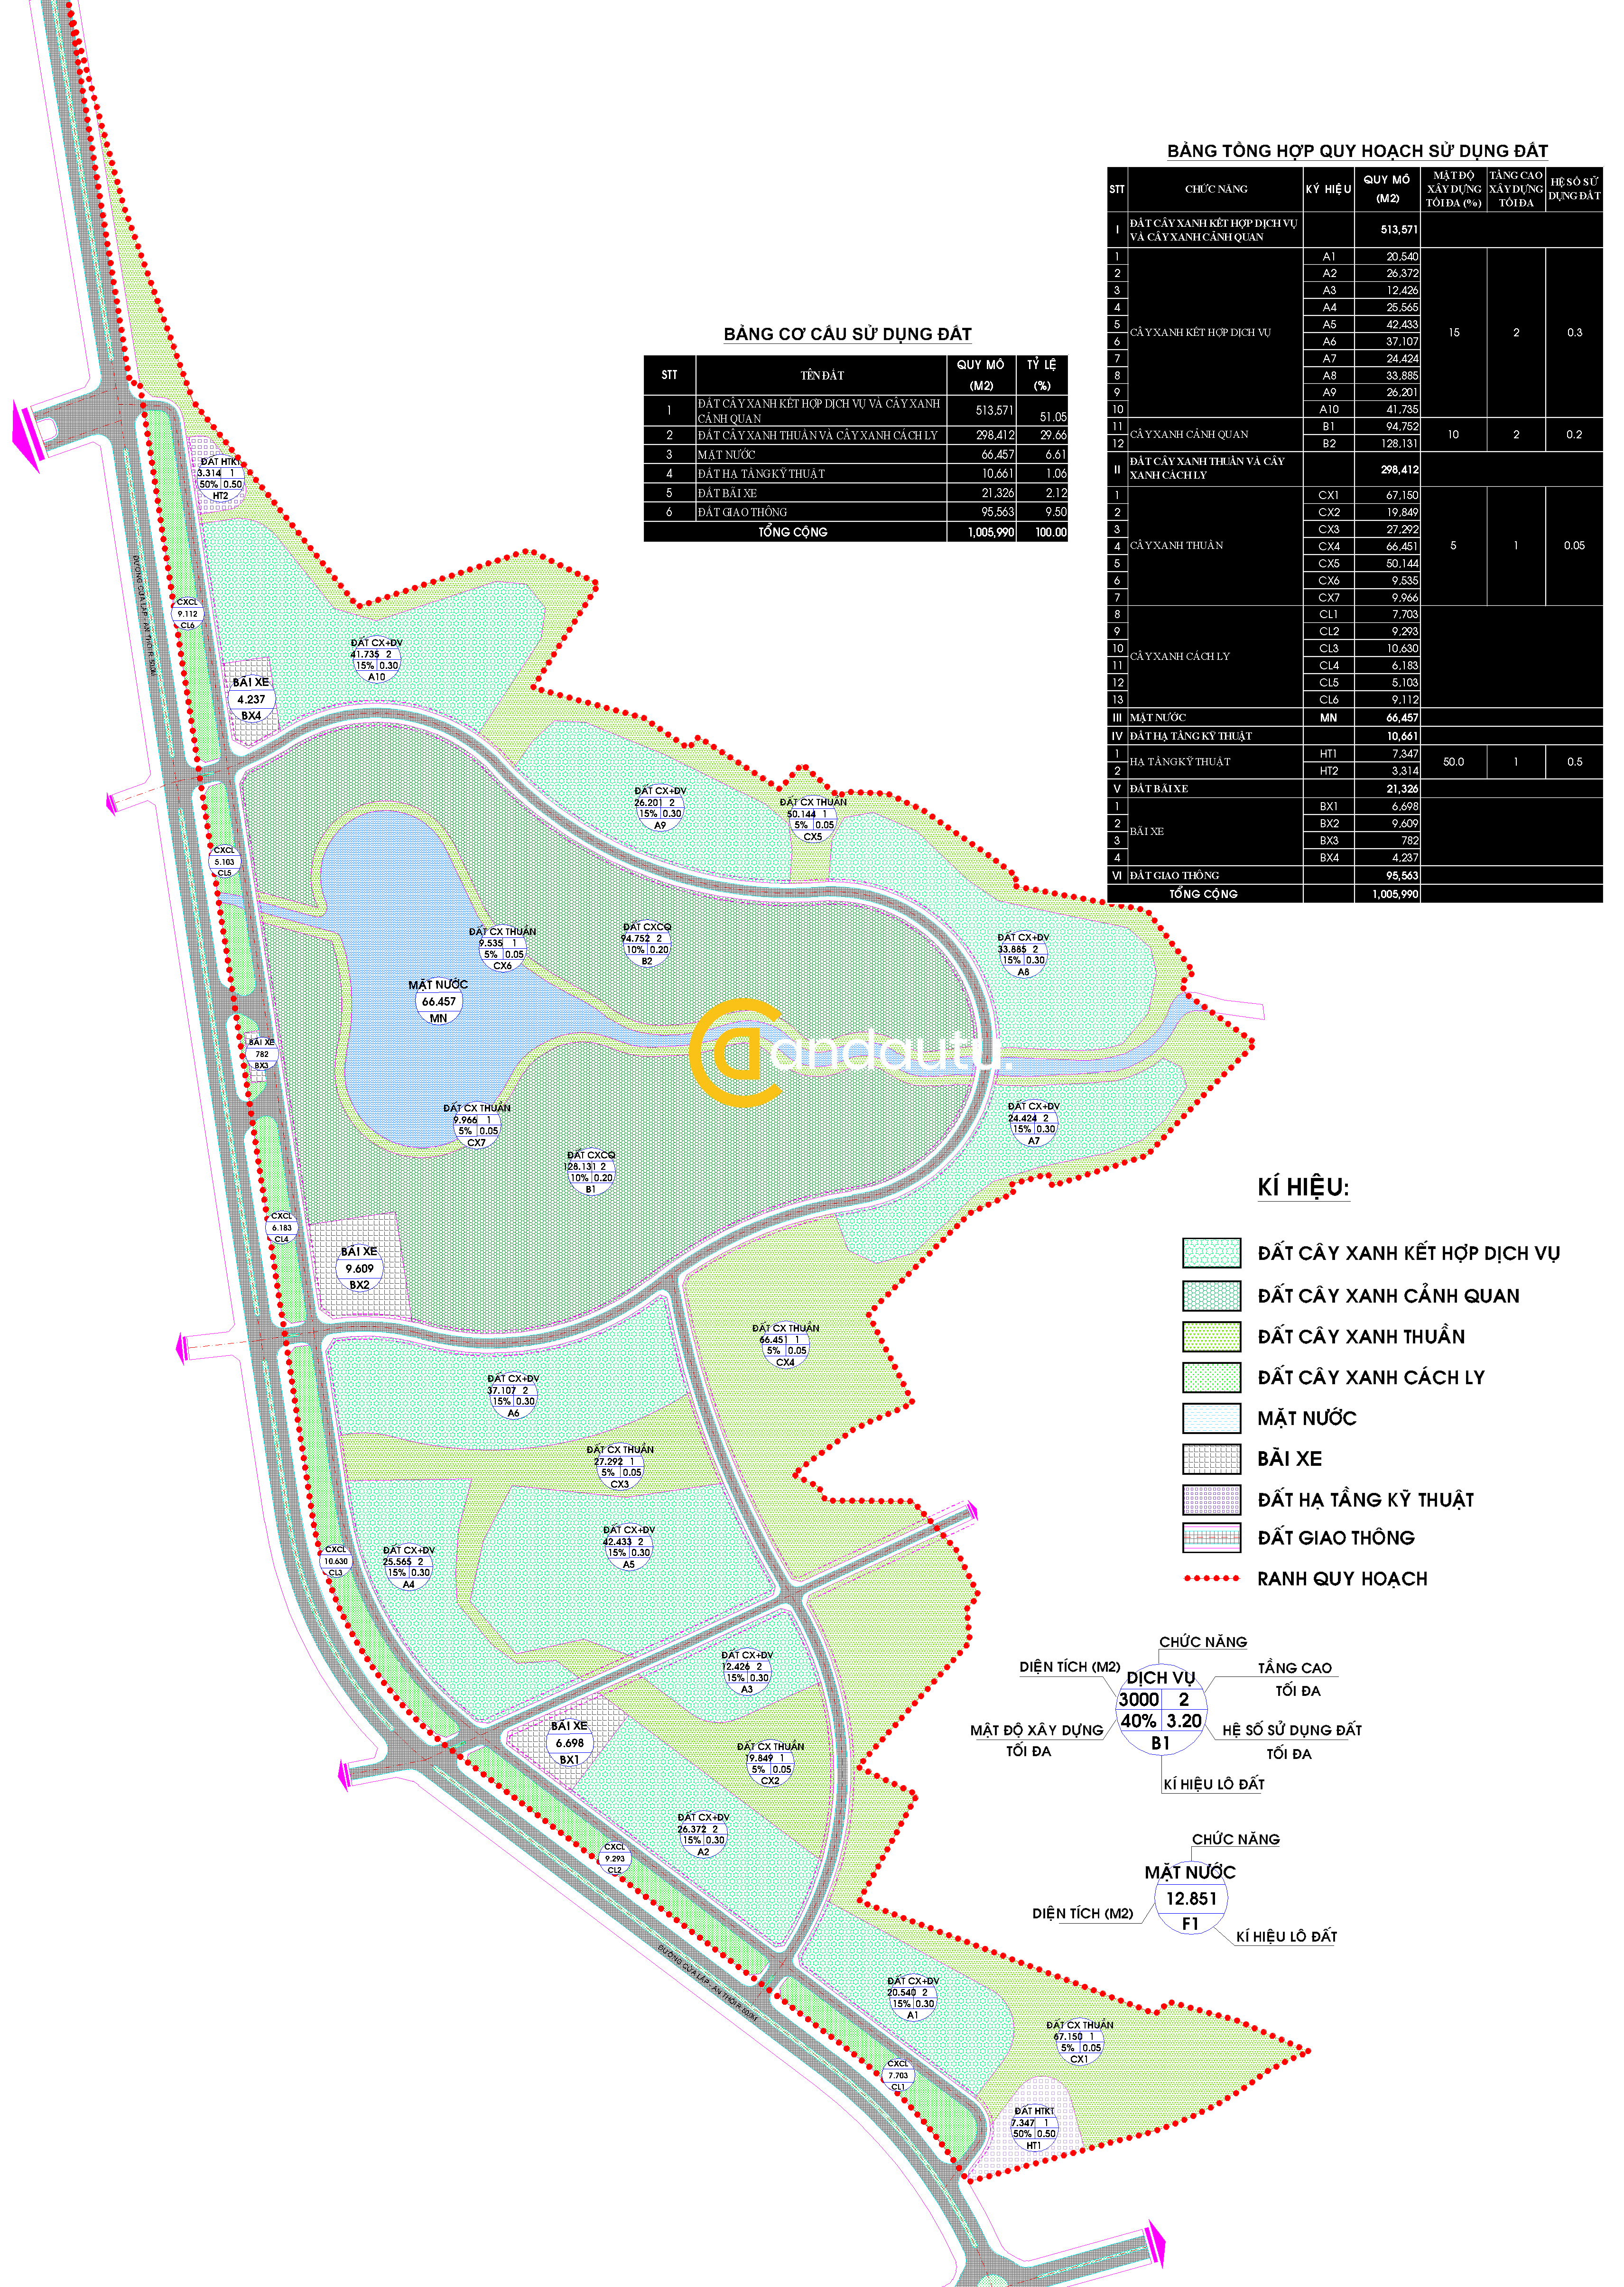 BẢNG TỔNG HỢP QUY HOẠCH SỬ DỤNG ĐẤT
STT CHỨC NĂNG KÝ HIỆU QUY MÔ (M2) MẬT ĐỘ XÂY DỰNG TỐI ĐA (%) TẦNG CAO XÂY DỰNG TỐI ĐA HỆ SỐ SỬ DỤNG ĐẤT
I ĐẤT CÂY XANH KẾT HỢP DỊCH VỤ VÀ CÂY XANH CẢNH QUAN 513,571
1 A1 20,540
2 A2 26,372
3 A3 12,426
4 A4 25,565
5 A5 42,433
CÂY XANH KẾT HỢP DỊCH VỤ 15 2 0.3
6 A6 37,107
7 A7 24,424
8 A8 33,885
9 A9 26,201
10 A10 41,735
11 B1 94,752
CÂY XANH CẢNH QUAN 10 2 0.2
12 B2 128,131
II ĐẤT CÂY XANH THUẦN VÀ CÂY XANH CÁCH LY 298,412
1 CX1 67,150
2 CX2 19,849
3 CX3 27,292
4 CÂY XANH THUẦN CX4 66,451 5 1 0.05
5 CX5 50,144
6 CX6 9,535
7 CX7 9,966
8 CL1 7,703
9 CL2 9,293
10 CL3 10,630
CÂY XANH CÁCH LY
11 CL4 6,183
12 CL5 5,103
13 CL6 9,112
III MẶT NƯỚC MN 66,457
IV ĐẤT HẠ TẦNG KỸ THUẬT 10,661
1 HT1 7,347
HẠ TẦNG KỸ THUẬT 50.0 1 0.5
2 HT2 3,314
V ĐẤT BÃI XE 21,326
1 BX1 6,698
2 BX2 9,609
BÃI XE
3 BX3 782
4 BX4 4,237
VI ĐẤT GIAO THÔNG 95,563
TỔNG CỘNG 1,005,990
BẢNG CƠ CẤU SỬ DỤNG ĐẤT
STT TÊN ĐẤT QUY MÔ (M2) TỶ LỆ (%)
1 ĐẤT CÂY XANH KẾT HỢP DỊCH VỤ VÀ CÂY XANH CẢNH QUAN 513,571 51.05
2 ĐẤT CÂY XANH THUẦN VÀ CÂY XANH CÁCH LY 298,412 29.66
3 MẶT NƯỚC 66,457 6.61
4 ĐẤT HẠ TẦNG KỸ THUẬT 10,661 1.06
5 ĐẤT BÃI XE 21,326 2.12
6 ĐẤT GIAO THÔNG 95,563 9.50
TỔNG CỘNG 1,005,990 100.00
ĐẤT HTKT
3.314 1
50% 0.50
HT2
CXCL
9.112
CL6
ĐẤT CX+DV
41.735 2
15% 0.30
A10
BÃI XE
4.237
BX4
ĐẤT CX+DV
26.201 2
15% 0.30
A9
ĐẤT CX THUẦN
50.144 1
5% 0.05
CX5
CXCL
5.103
CL5
ĐẤT CX THUẦN
9.535 1
5% 0.05
CX6
ĐẤT CXCQ
94.752 2
10% 0.20
B2
ĐẤT CX+DV
33.885 2
15% 0.30
A8
MẶT NƯỚC
66.457
MN
andautu.
BÃI XE
782
BX3
ĐẤT CX THUẦN
9.966 1
5% 0.05
CX7
ĐẤT CX+DV
24.424 2
15% 0.30
A7
ĐẤT CXCQ
128.131 2
10% 0.20
B1
CXCL
6.183
CL4
BÃI XE
9.609
BX2
ĐẤT CX THUẦN
66.451 1
5% 0.05
CX4
ĐẤT CX+DV
37.107 2
15% 0.30
A6
ĐẤT CX THUẦN
27.292 1
5% 0.05
CX3
ĐẤT CX+DV
42.433 2
15% 0.30
A5
CXCL
10.630
CL3
ĐẤT CX+DV
25.565 2
15% 0.30
A4
ĐẤT CX+DV
12.426 2
15% 0.30
A3
BÃI XE
6.698
BX1
ĐẤT CX THUẦN
19.849 1
5% 0.05
CX2
ĐẤT CX+DV
26.372 2
15% 0.30
A2
CXCL
9.293
CL2
ĐẤT CX+DV
20.540 2
15% 0.30
A1
ĐẤT CX THUẦN
67.150 1
5% 0.05
CX1
CXCL
7.703
CL1
ĐẤT HTKT
7.347 1
50% 0.50
HT1
KÍ HIỆU:
ĐẤT CÂY XANH KẾT HỢP DỊCH VỤ
ĐẤT CÂY XANH CẢNH QUAN
ĐẤT CÂY XANH THUẦN
ĐẤT CÂY XANH CÁCH LY
MẶT NƯỚC
BÃI XE
ĐẤT HẠ TẦNG KỸ THUẬT
ĐẤT GIAO THÔNG
RANH QUY HOẠCH
CHỨC NĂNG
DIỆN TÍCH (M2)
DỊCH VỤ
TẦNG CAO
TỐI ĐA
3000 2
40% 3.20
B1
MẬT ĐỘ XÂY DỰNG
TỐI ĐA
HỆ SỐ SỬ DỤNG ĐẤT
TỐI ĐA
KÍ HIỆU LÔ ĐẤT
CHỨC NĂNG
MẶT NƯỚC
12.851
F1
DIỆN TÍCH (M2)
KÍ HIỆU LÔ ĐẤT